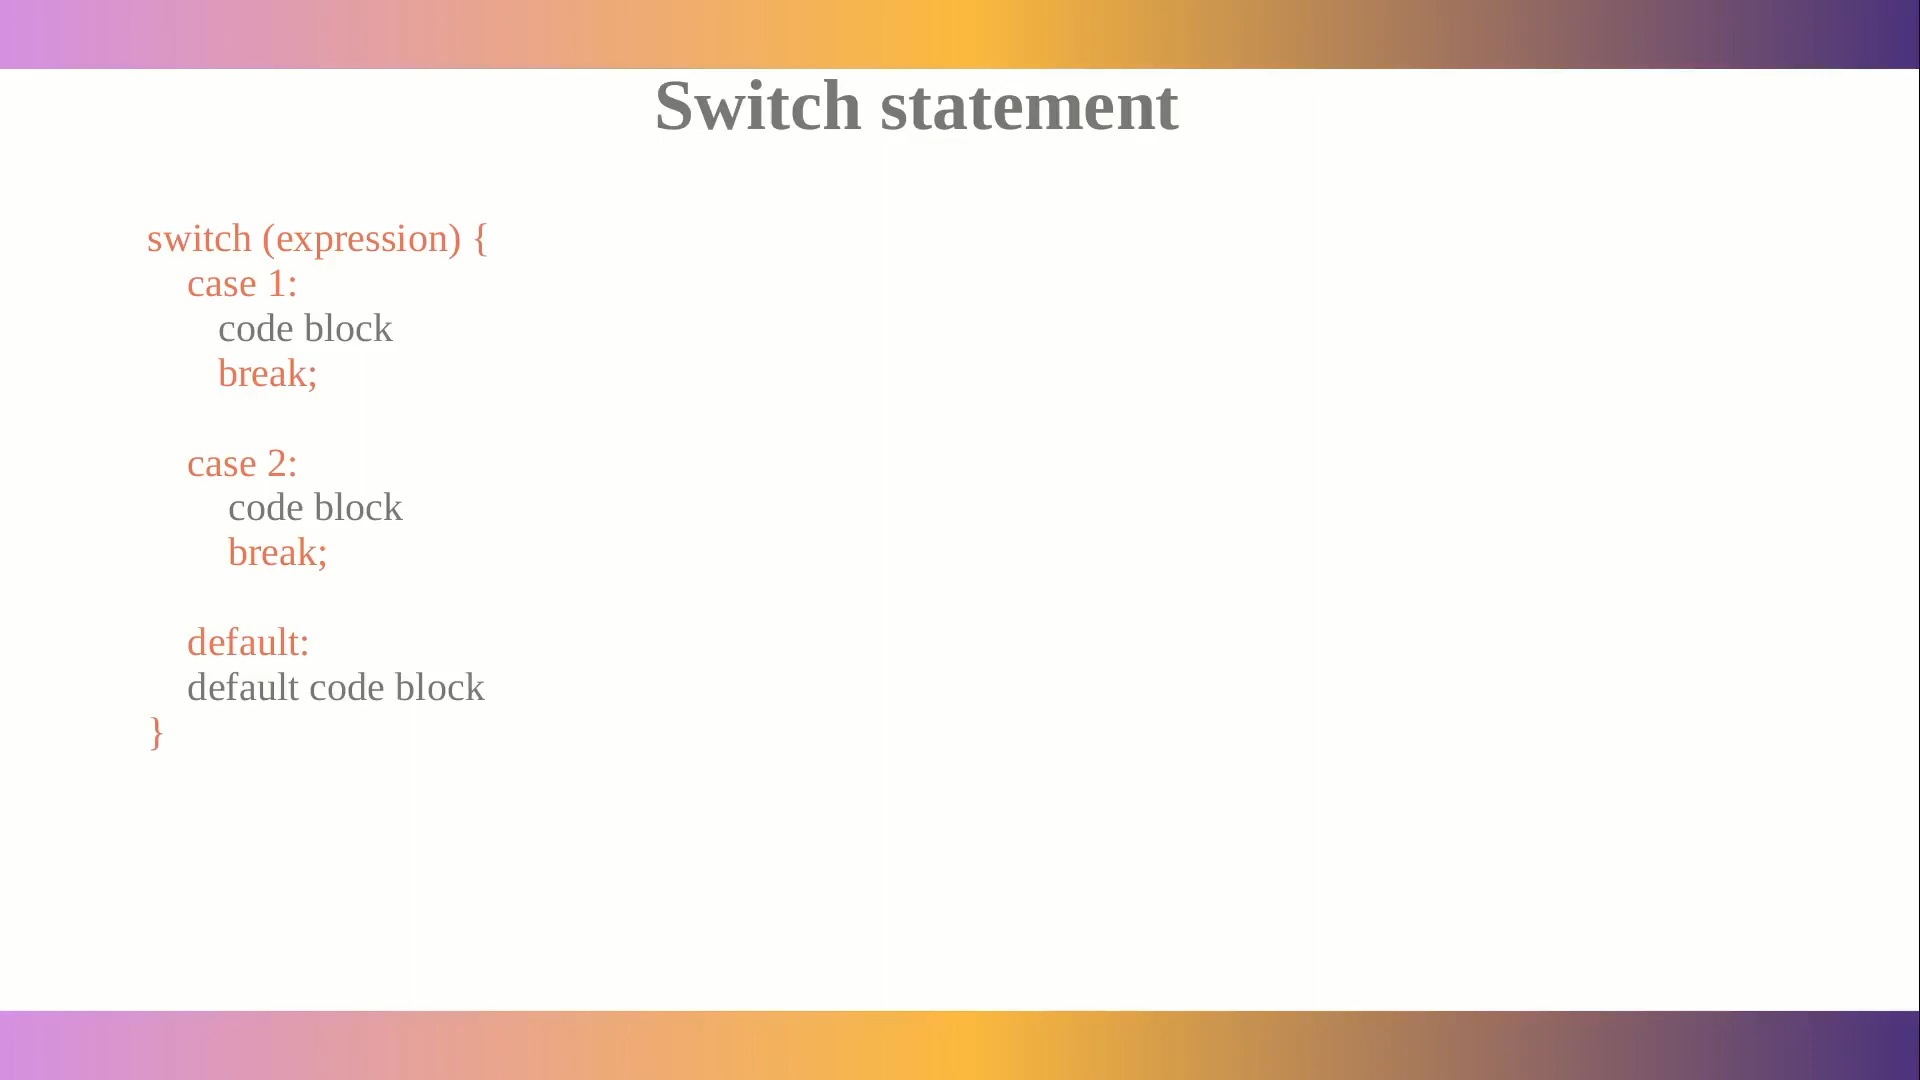 Switch statement
switch (expression) {
case 1:
code block
break;
case 2:
code block
break;
default:
default code block
}